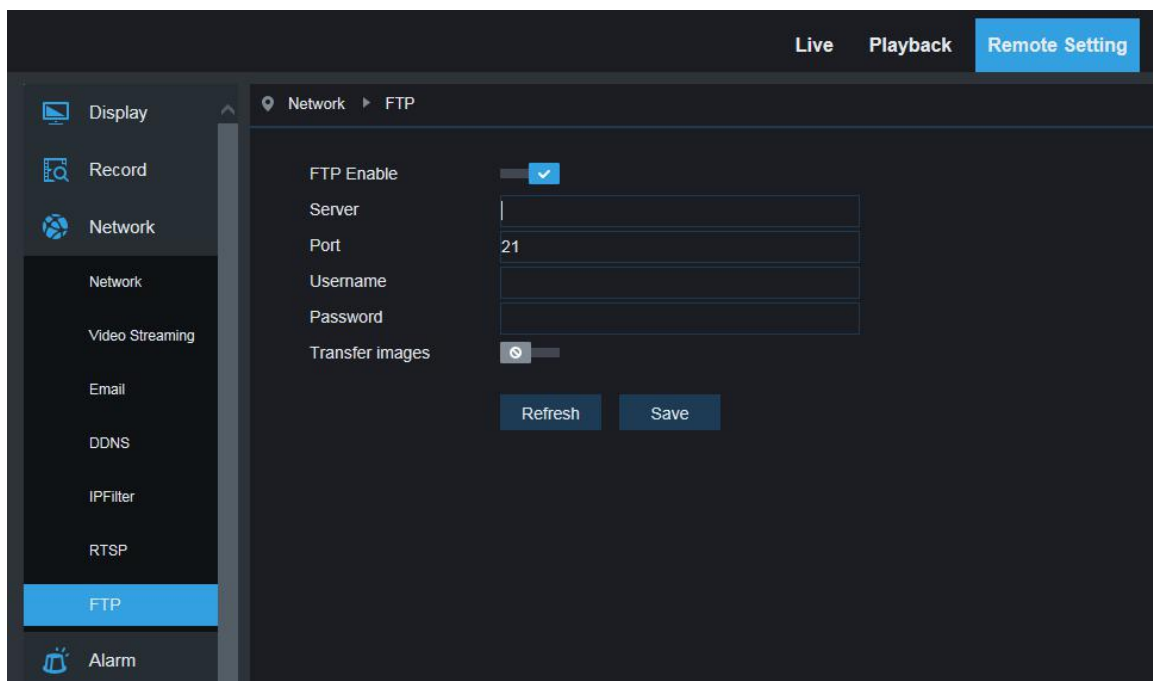 Live Playback Remote Setting
Display
Record
Network
Network
Video Streaming
Email
DDNS
IPFilter
RTSP
FTP
Alarm
Network FTP
FTP Enable
Server
Port 21
Username
Password
Transfer images
Refresh Save